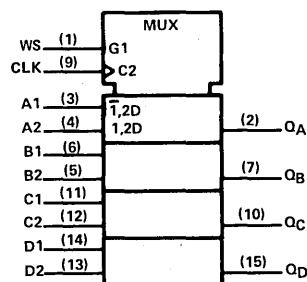 MUX
WS (1) G1
CLK (9) C2
A1 (3) 1̅,2D
A2 (4) 1,2D (2) QA
B1 (6)
B2 (5) (7) QB
C1 (11)
C2 (12) (10) QC
D1 (14)
D2 (13) (15) QD